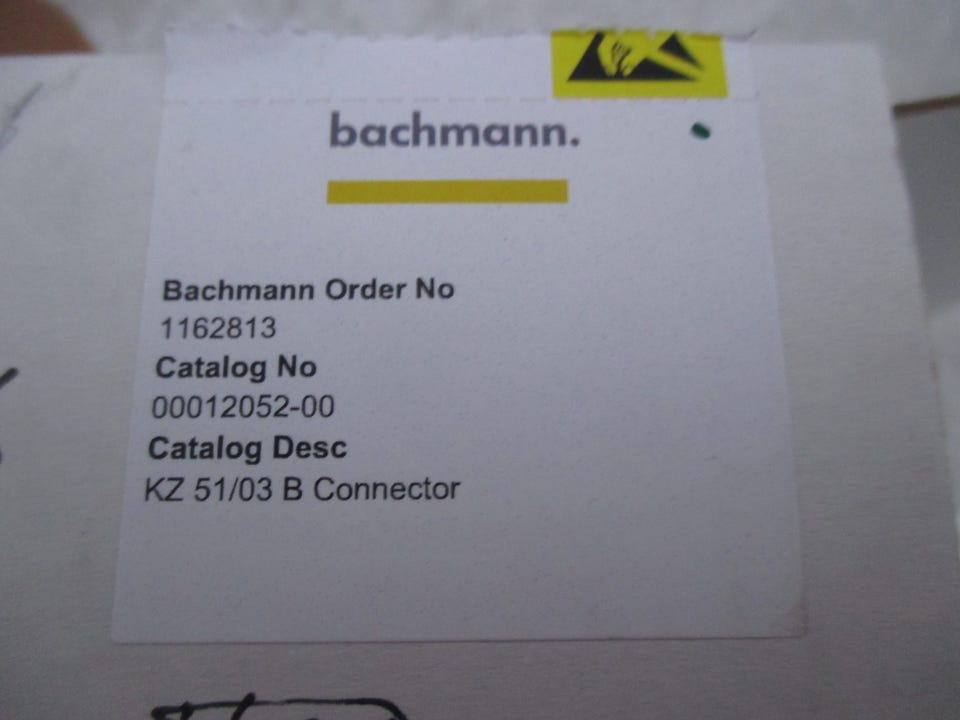 bachmann.
Bachmann Order No
1162813
Catalog No
00012052-00
Catalog Desc
KZ 51/03 B Connector